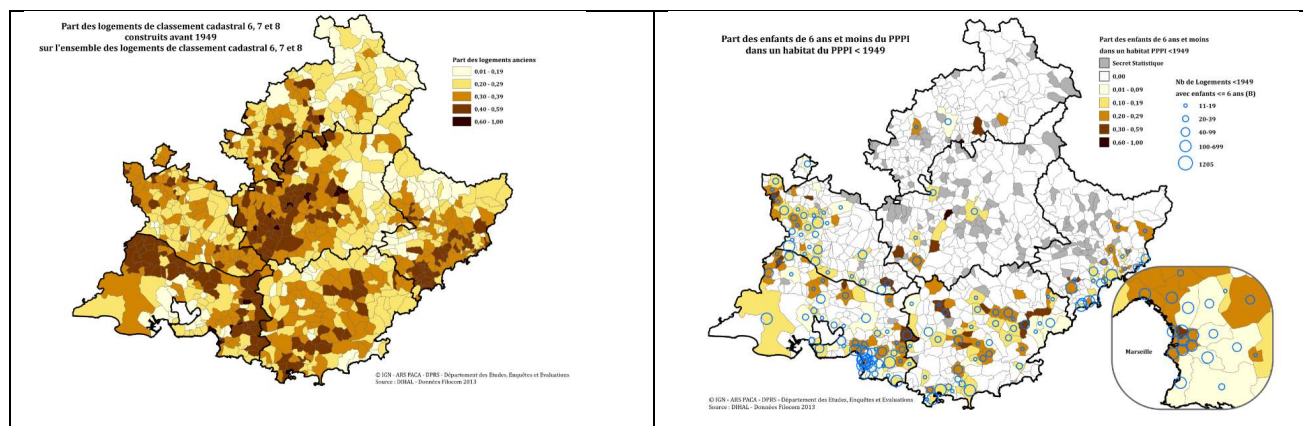 Part des logements de classement cadastral 6, 7 et 8
construits avant 1949
sur l'ensemble des logements de classement cadastral 6, 7 et 8
Part des logements anciens
0,01 - 0,19
0,20 - 0,29
0,30 - 0,39
0,40 - 0,59
0,60 - 1,00
© IGN - ARS PACA - DPRS - Département des Etudes, Enquêtes et Evaluations
Source : DIHAL - Données Filocom 2013
Part des enfants de 6 ans et moins du PPPI
dans un habitat du PPPI < 1949
Part des enfants de 6 ans et moins
dans un habitat PPPI <1949
Secret Statistique
0,00
0,01 - 0,09
0,10 - 0,19
0,20 - 0,29
0,30 - 0,59
0,60 - 1,00
Nb de Logements <1949
avec enfants <= 6 ans (B)
11-19
20-39
40-99
100-699
1205
Marseille
© IGN - ARS PACA - DPRS - Département des Etudes, Enquêtes et Evaluations
Source : DIHAL - Données Filocom 2013